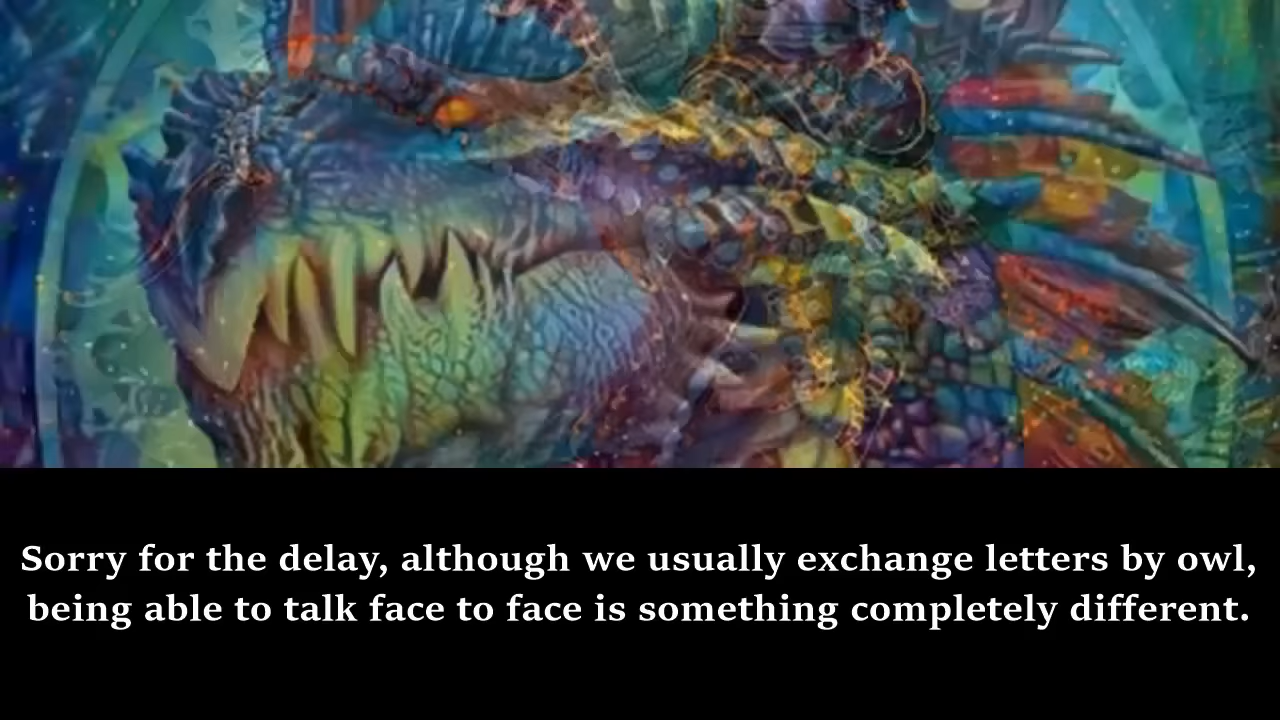 Sorry for the delay, although we usually exchange letters by owl,
being able to talk face to face is something completely different.